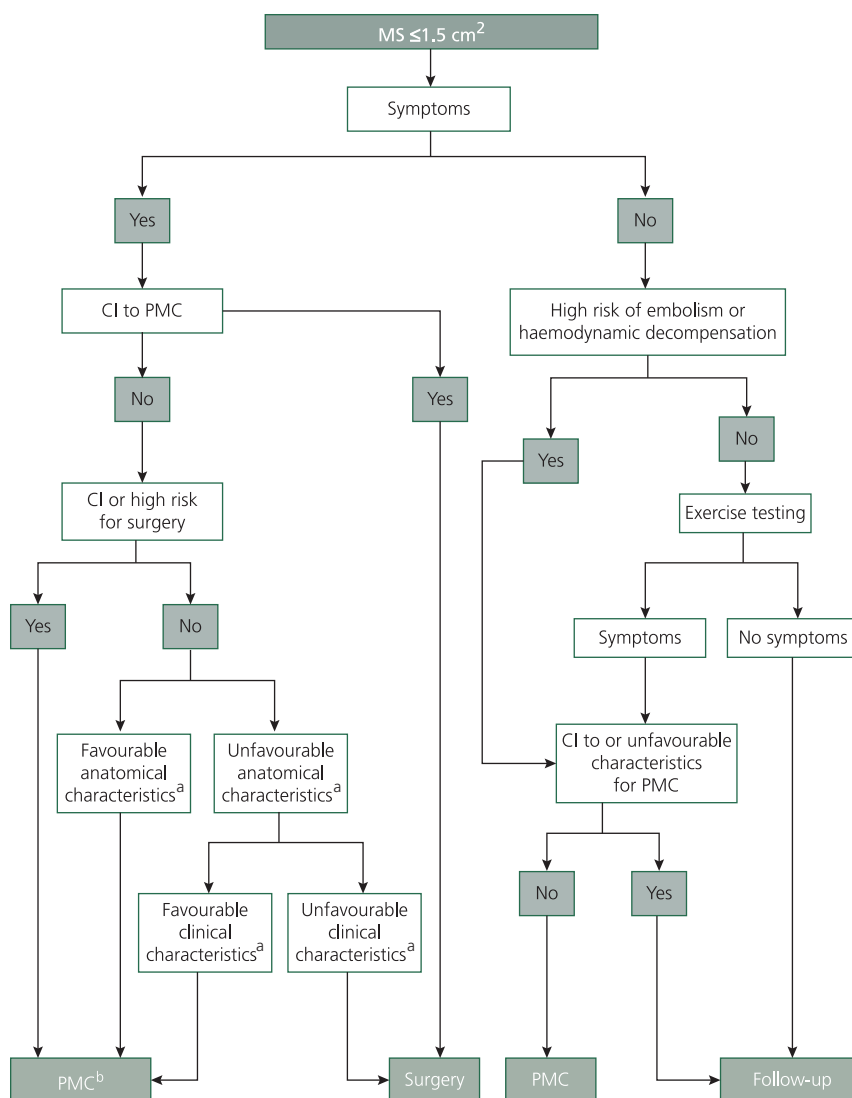 MS ≤1.5 cm²
Symptoms
Yes
No
CI to PMC
High risk of embolism or
haemodynamic decompensation
No
Yes
Yes
No
CI or high risk
for surgery
Exercise testing
Yes
No
Symptoms
No symptoms
Favourable
anatomical
characteristicsᵃ
Unfavourable
anatomical
characteristicsᵃ
CI to or unfavourable
characteristics
for PMC
Favourable
clinical
characteristicsᵃ
Unfavourable
clinical
characteristicsᵃ
No
Yes
PMCᵇ
Surgery
PMC
Follow-up